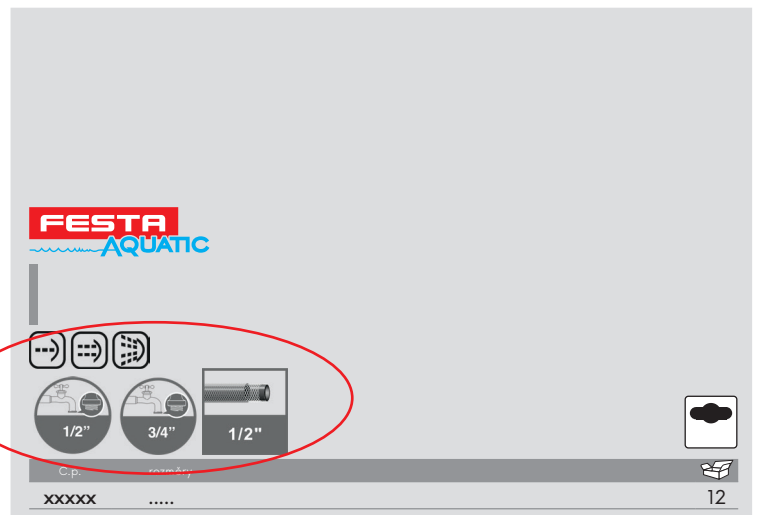 FESTA
AQUATIC
1/2”
3/4”
1/2"
C.p. rozměry
xxxxx ..... 12